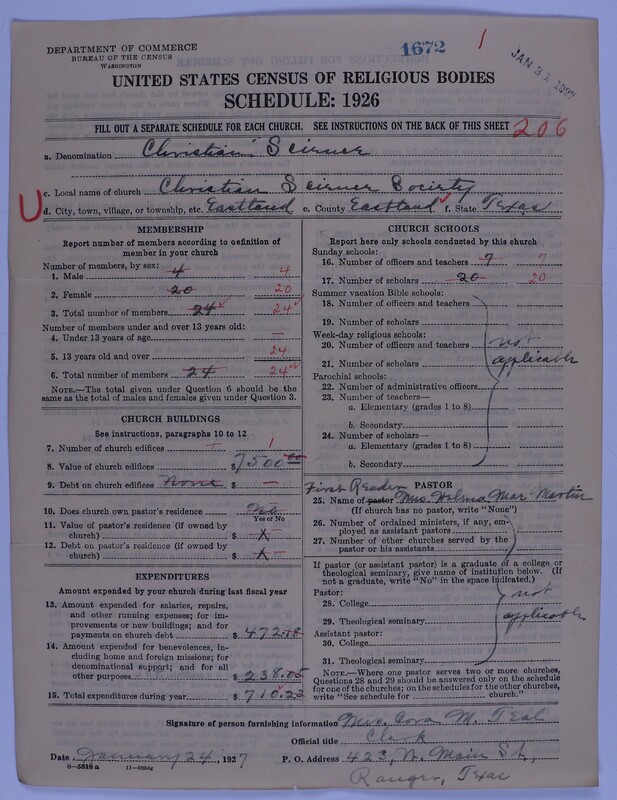 DEPARTMENT OF COMMERCE
BUREAU OF THE CENSUS
WASHINGTON
1672
JAN 31 1927
UNITED STATES CENSUS OF RELIGIOUS BODIES
SCHEDULE: 1926
FILL OUT A SEPARATE SCHEDULE FOR EACH CHURCH. SEE INSTRUCTIONS ON THE BACK OF THIS SHEET
206
a. Denomination Christian Science
c. Local name of church Christian Science Society
d. City, town, village, or township, etc. Eastland e. County Eastland f. State Texas
MEMBERSHIP
Report number of members according to definition of member in your church
Number of members, by sex:
1. Male 4 4
2. Female 20 20
3. Total number of members 24 24
Number of members under and over 13 years old:
4. Under 13 years of age —
5. 13 years old and over 24
6. Total number of members 24 24
NOTE.—The total given under Question 6 should be the same as the total of males and females given under Question 3.
CHURCH BUILDINGS
See instructions, paragraphs 10 to 12
7. Number of church edifices 1
8. Value of church edifices $ 7500.00
9. Debt on church edifices None $ —
10. Does church own pastor's residence No
Yes or No
11. Value of pastor's residence (if owned by church) $ X
12. Debt on pastor's residence (if owned by church) $ X
EXPENDITURES
Amount expended by your church during last fiscal year
13. Amount expended for salaries, repairs, and other running expenses; for improvements or new buildings; and for payments on church debt $ 472.18
14. Amount expended for benevolences, including home and foreign missions; for denominational support; and for all other purposes $ 238.05
15. Total expenditures during year $ 710.23
CHURCH SCHOOLS
Report here only schools conducted by this church
Sunday schools:
16. Number of officers and teachers 7 7
17. Number of scholars 20 20
Summer vacation Bible schools:
18. Number of officers and teachers
19. Number of scholars
Week-day religious schools:
20. Number of officers and teachers
21. Number of scholars
not applicable
Parochial schools:
22. Number of administrative officers
23. Number of teachers—
a. Elementary (grades 1 to 8)
b. Secondary
24. Number of scholars—
a. Elementary (grades 1 to 8)
b. Secondary
First Reader PASTOR
25. Name of pastor Mrs. Velma Mae Martin
(If church has no pastor, write "None")
26. Number of ordained ministers, if any, employed as assistant pastors
27. Number of other churches served by the pastor or his assistants
If pastor (or assistant pastor) is a graduate of a college or theological seminary, give name of institution below. (If not a graduate, write "No" in the space indicated.)
Pastor:
28. College
29. Theological seminary
not applicable
Assistant pastor:
30. College
31. Theological seminary
NOTE.—Where one pastor serves two or more churches, Questions 28 and 29 should be answered only on the schedule for one of the churches; on the schedules for the other churches, write "See schedule for church."
Signature of person furnishing information Mrs. Cora M. Teal
Official title Clerk
Date January 24, 1927 P. O. Address 423, N. Main St.,
Ranger, Texas